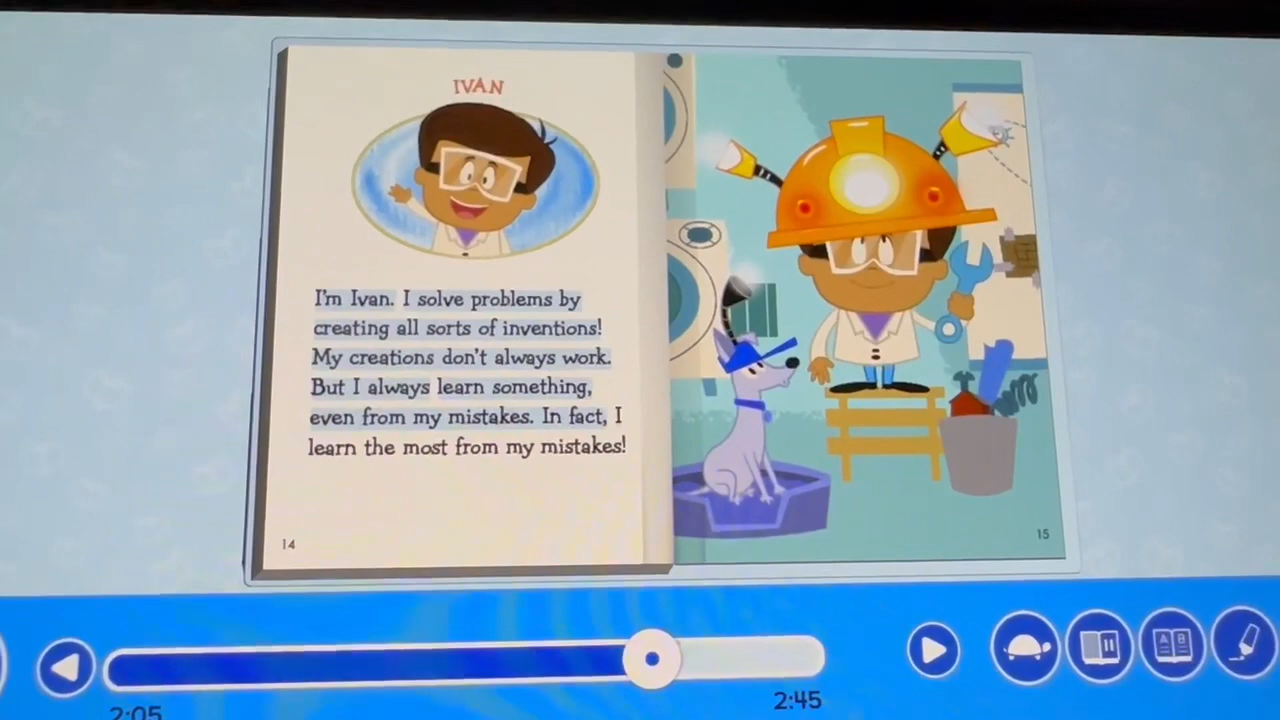 IVAN
I'm Ivan. I solve problems by
creating all sorts of inventions!
My creations don't always work.
But I always learn something,
even from my mistakes. In fact, I
learn the most from my mistakes!
14
15
2:05
2:45
A B